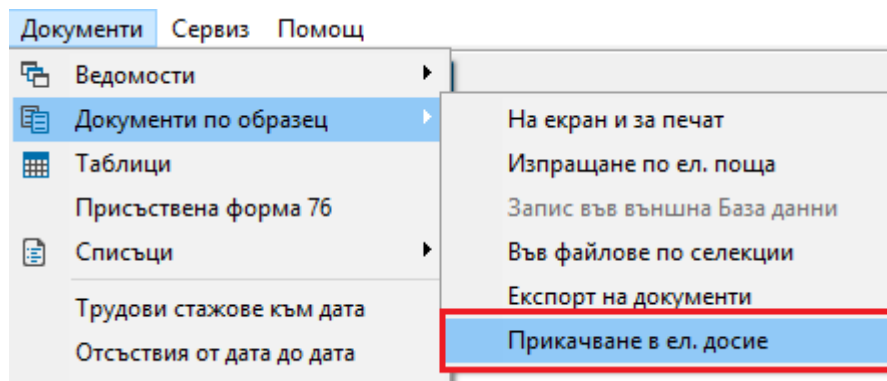 Документи Сервиз Помощ
Ведомости
Документи по образец
Таблици
Присъствена форма 76
Списъци
Трудови стажове към дата
Отсъствия от дата до дата
На екран и за печат
Изпращане по ел. поща
Запис във външна База данни
Във файлове по селекции
Експорт на документи
Прикачване в ел. досие